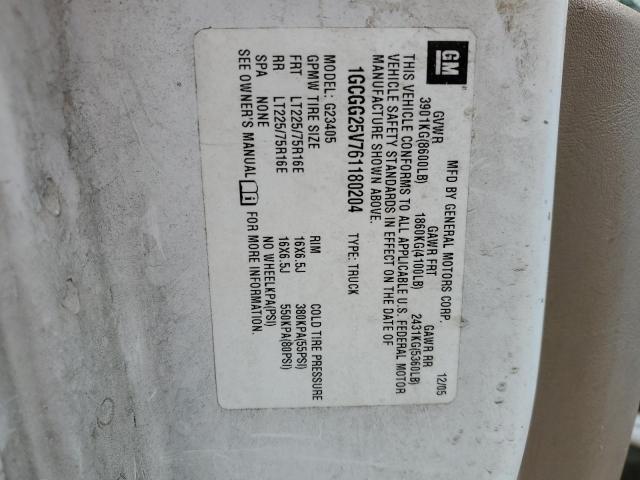 GM
MFD BY GENERAL MOTORS CORP. 12/05
GVWR GAWR FRT GAWR RR
3901KG(8600LB) 1860KG(4100LB) 2431KG(5360LB)
THIS VEHICLE CONFORMS TO ALL APPLICABLE U.S. FEDERAL MOTOR
VEHICLE SAFETY STANDARDS IN EFFECT ON THE DATE OF
MANUFACTURE SHOWN ABOVE.
1GCGG25V761180204 TYPE: TRUCK
MODEL: G23405
GPMW TIRE SIZE RIM COLD TIRE PRESSURE
FRT LT225/75R16E 16X6.5J 380KPA(55PSI)
RR LT225/75R16E 16X6.5J 550KPA(80PSI)
SPA NONE NO WHEELKPA(PSI)
SEE OWNER'S MANUAL FOR MORE INFORMATION.